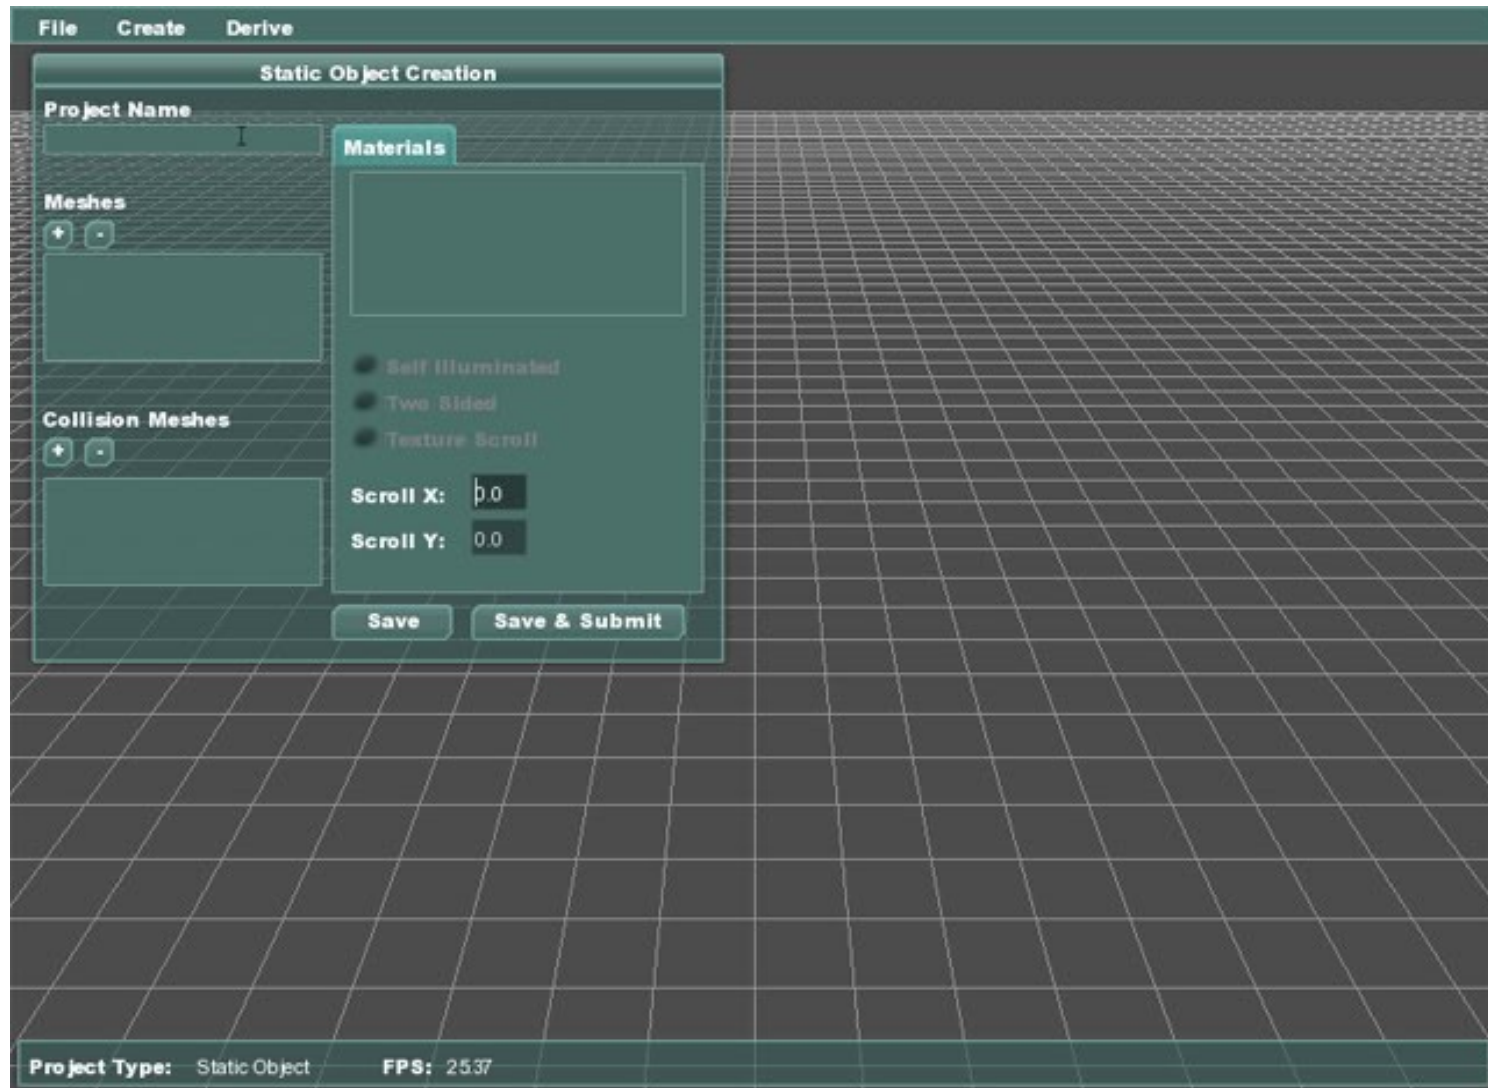 File Create Derive
Static Object Creation
Project Name
Materials
Meshes
+ -
Self Illuminated
Two Sided
Collision Meshes
Texture Scroll
+ -
Scroll X: 0.0
Scroll Y: 0.0
Save Save & Submit
Project Type: Static Object FPS: 25.37